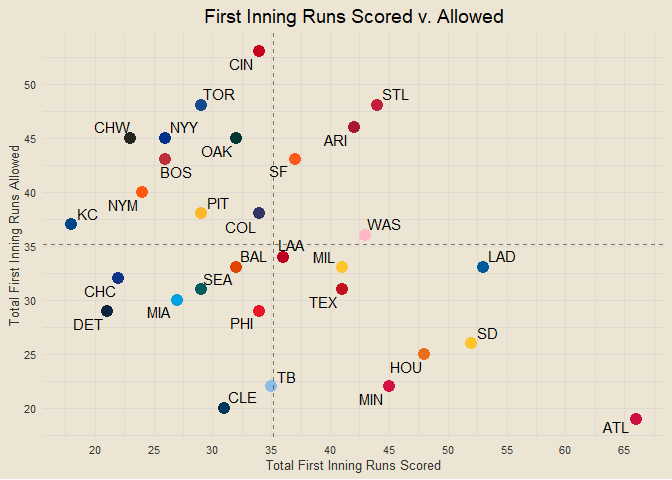 First Inning Runs Scored v. Allowed
CIN
TOR
STL
CHW
NYY
OAK
ARI
BOS
SF
NYM
PIT
KC
COL
WAS
LAA
BAL
MIL
LAD
CHC
SEA
MIA
TEX
DET
PHI
SD
HOU
TB
CLE
MIN
ATL
50
45
40
35
30
25
20
Total First Inning Runs Allowed
20 25 30 35 40 45 50 55 60 65
Total First Inning Runs Scored